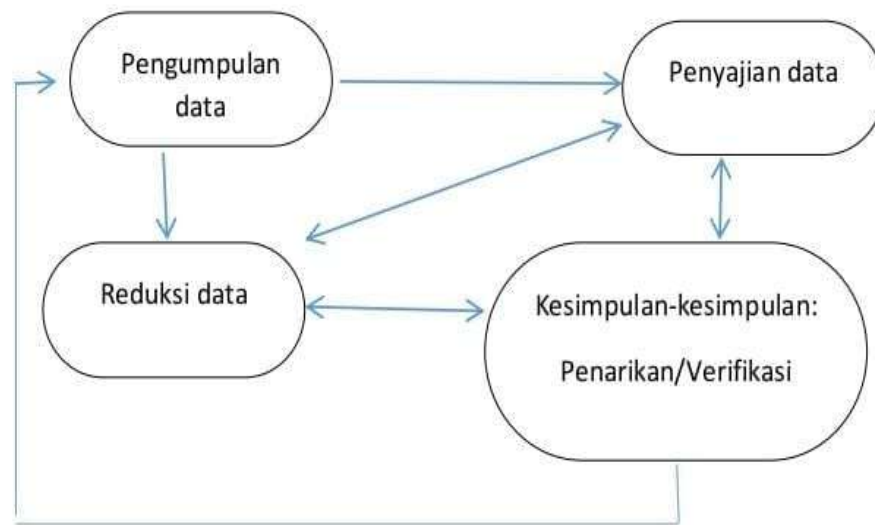 Pengumpulan
data
Penyajian data
Reduksi data
Kesimpulan-kesimpulan:
Penarikan/Verifikasi